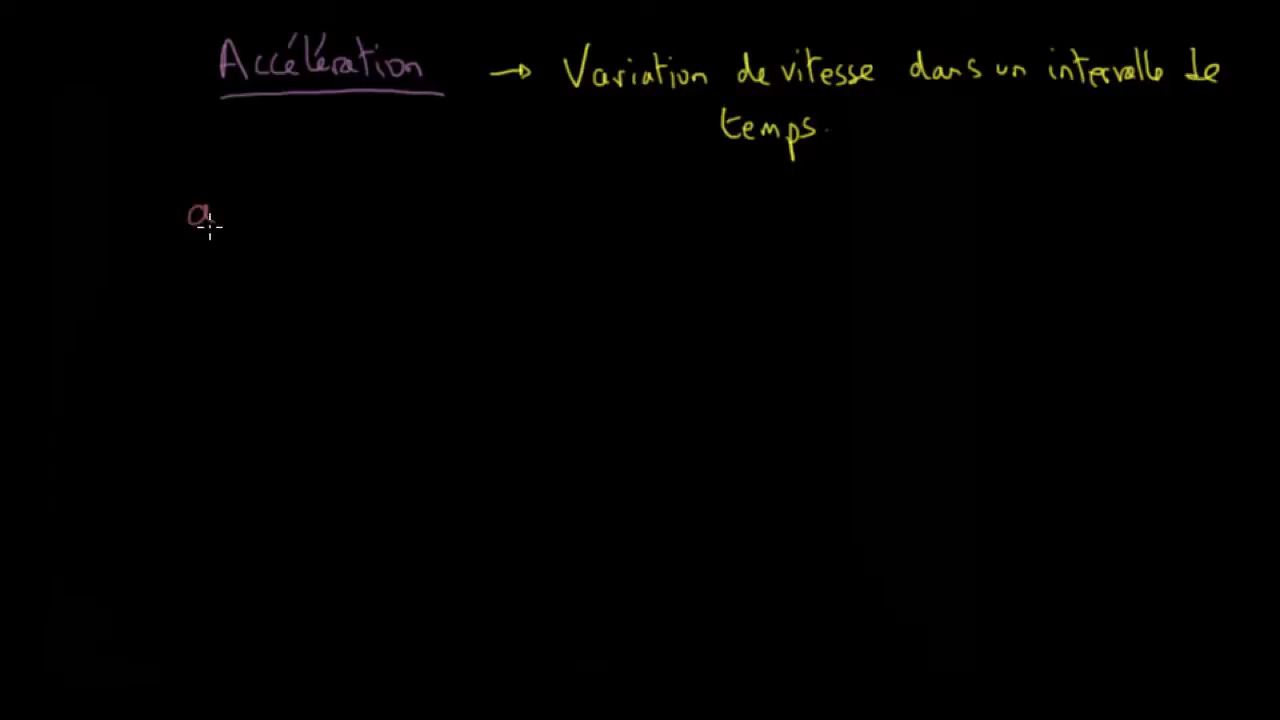 Accélération → Variation de vitesse dans un intervalle de
temps.
a